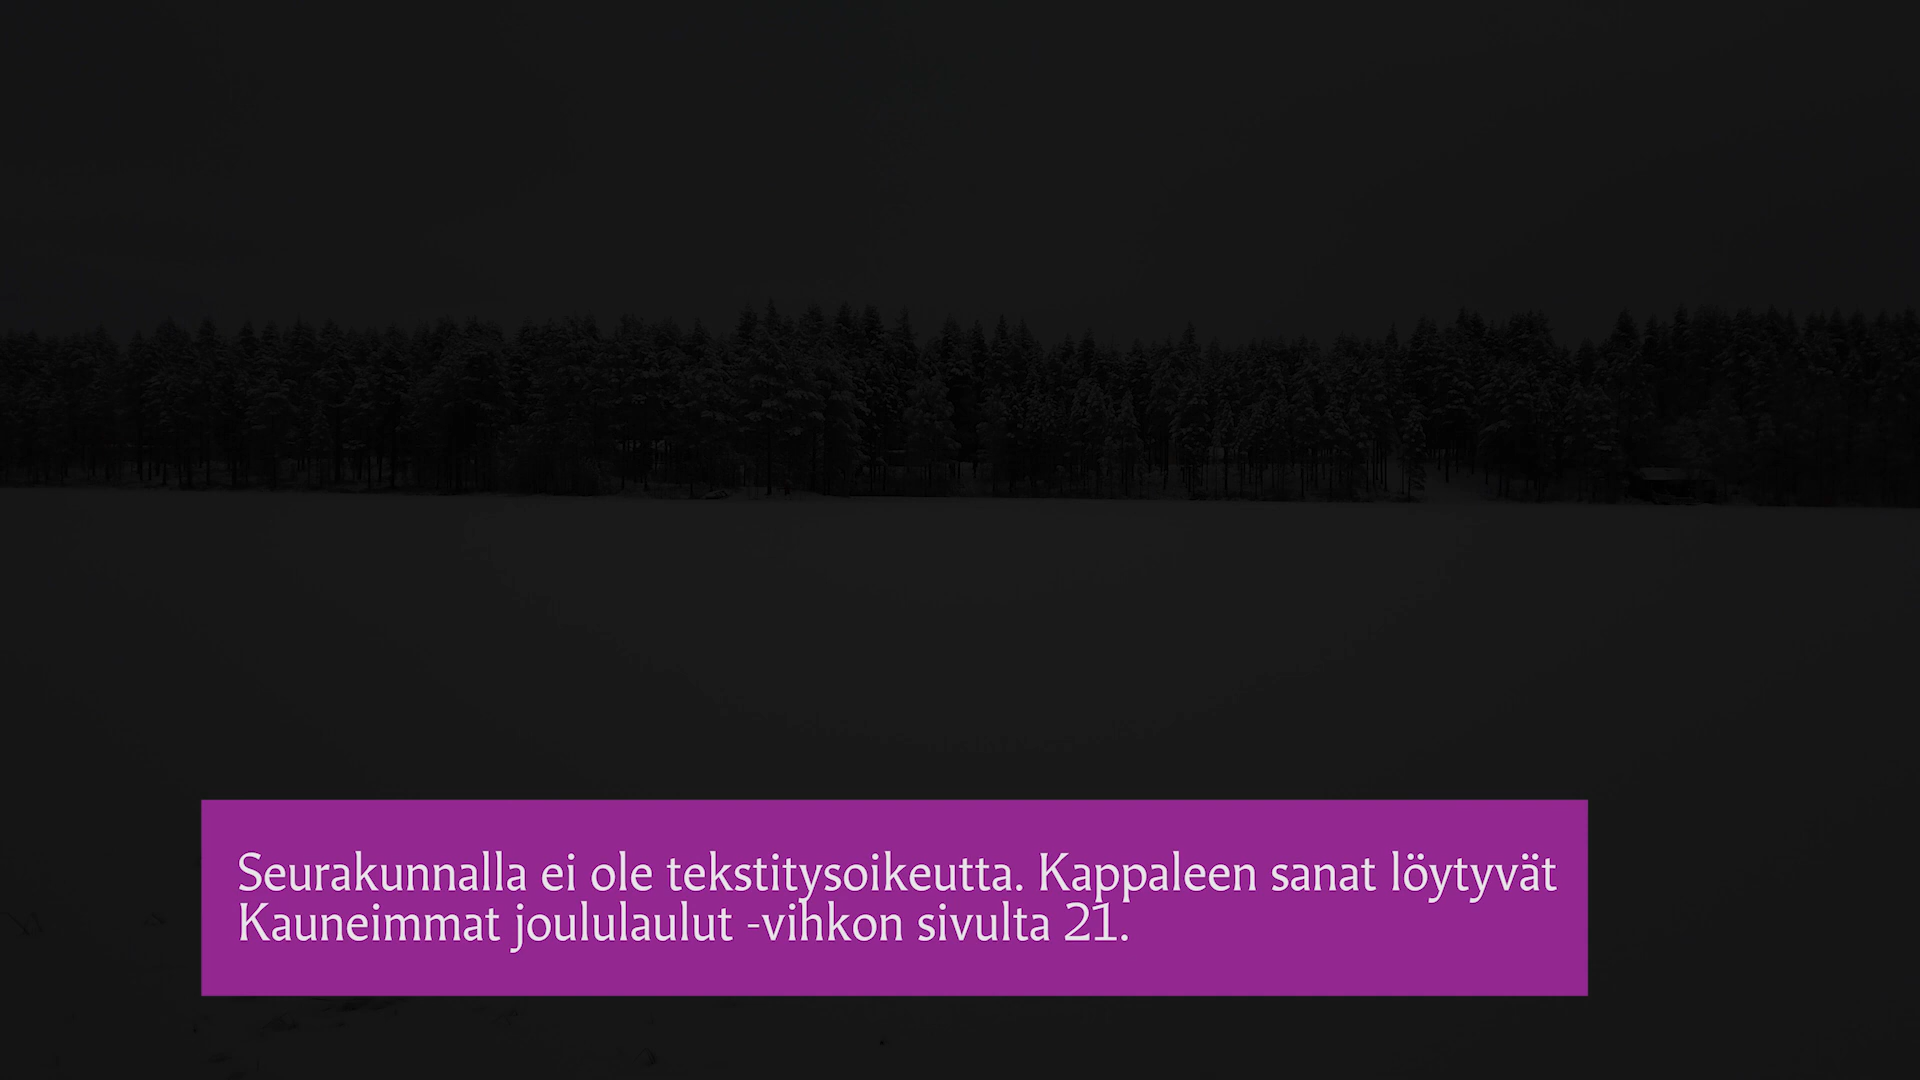 Seurakunnalla ei ole tekstitysoikeutta. Kappaleen sanat löytyvät
Kauneimmat joululaulut -vihkon sivulta 21.